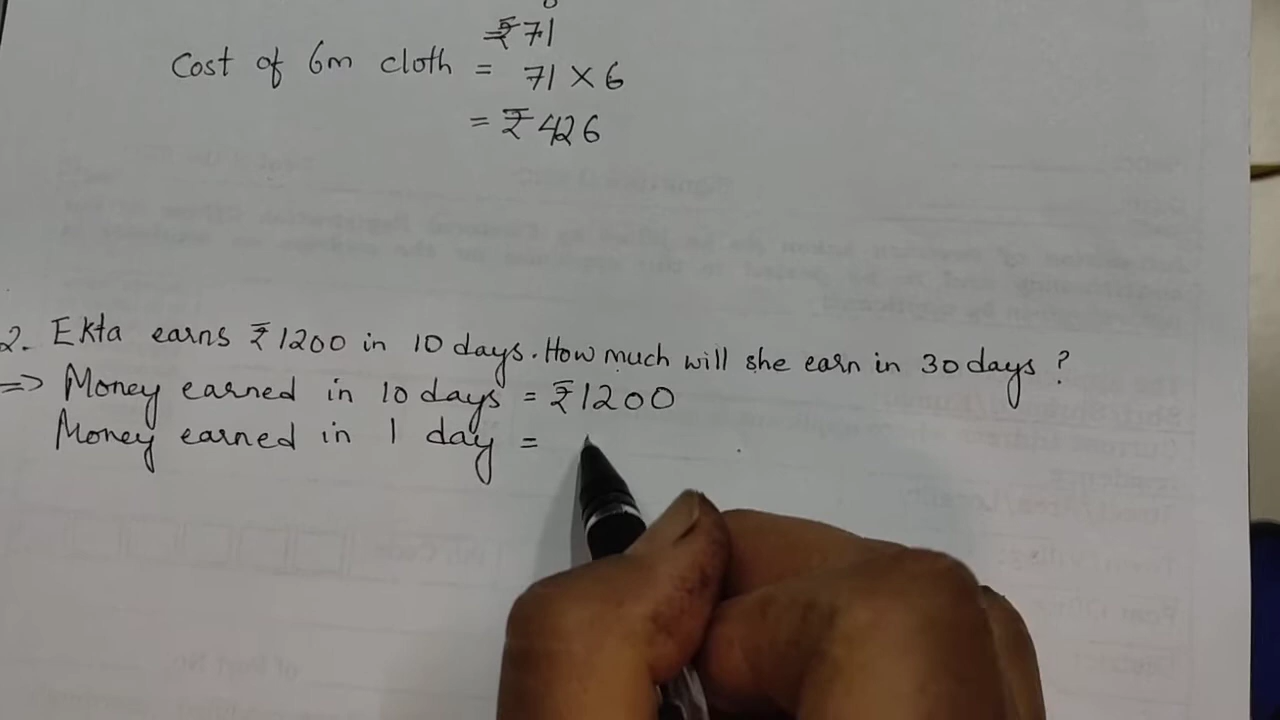 = ₹71
Cost of 6m cloth = 71 × 6
= ₹426
2. Ekta earns ₹1200 in 10 days. How much will she earn in 30 days ?
=> Money earned in 10 days = ₹1200
Money earned in 1 day =